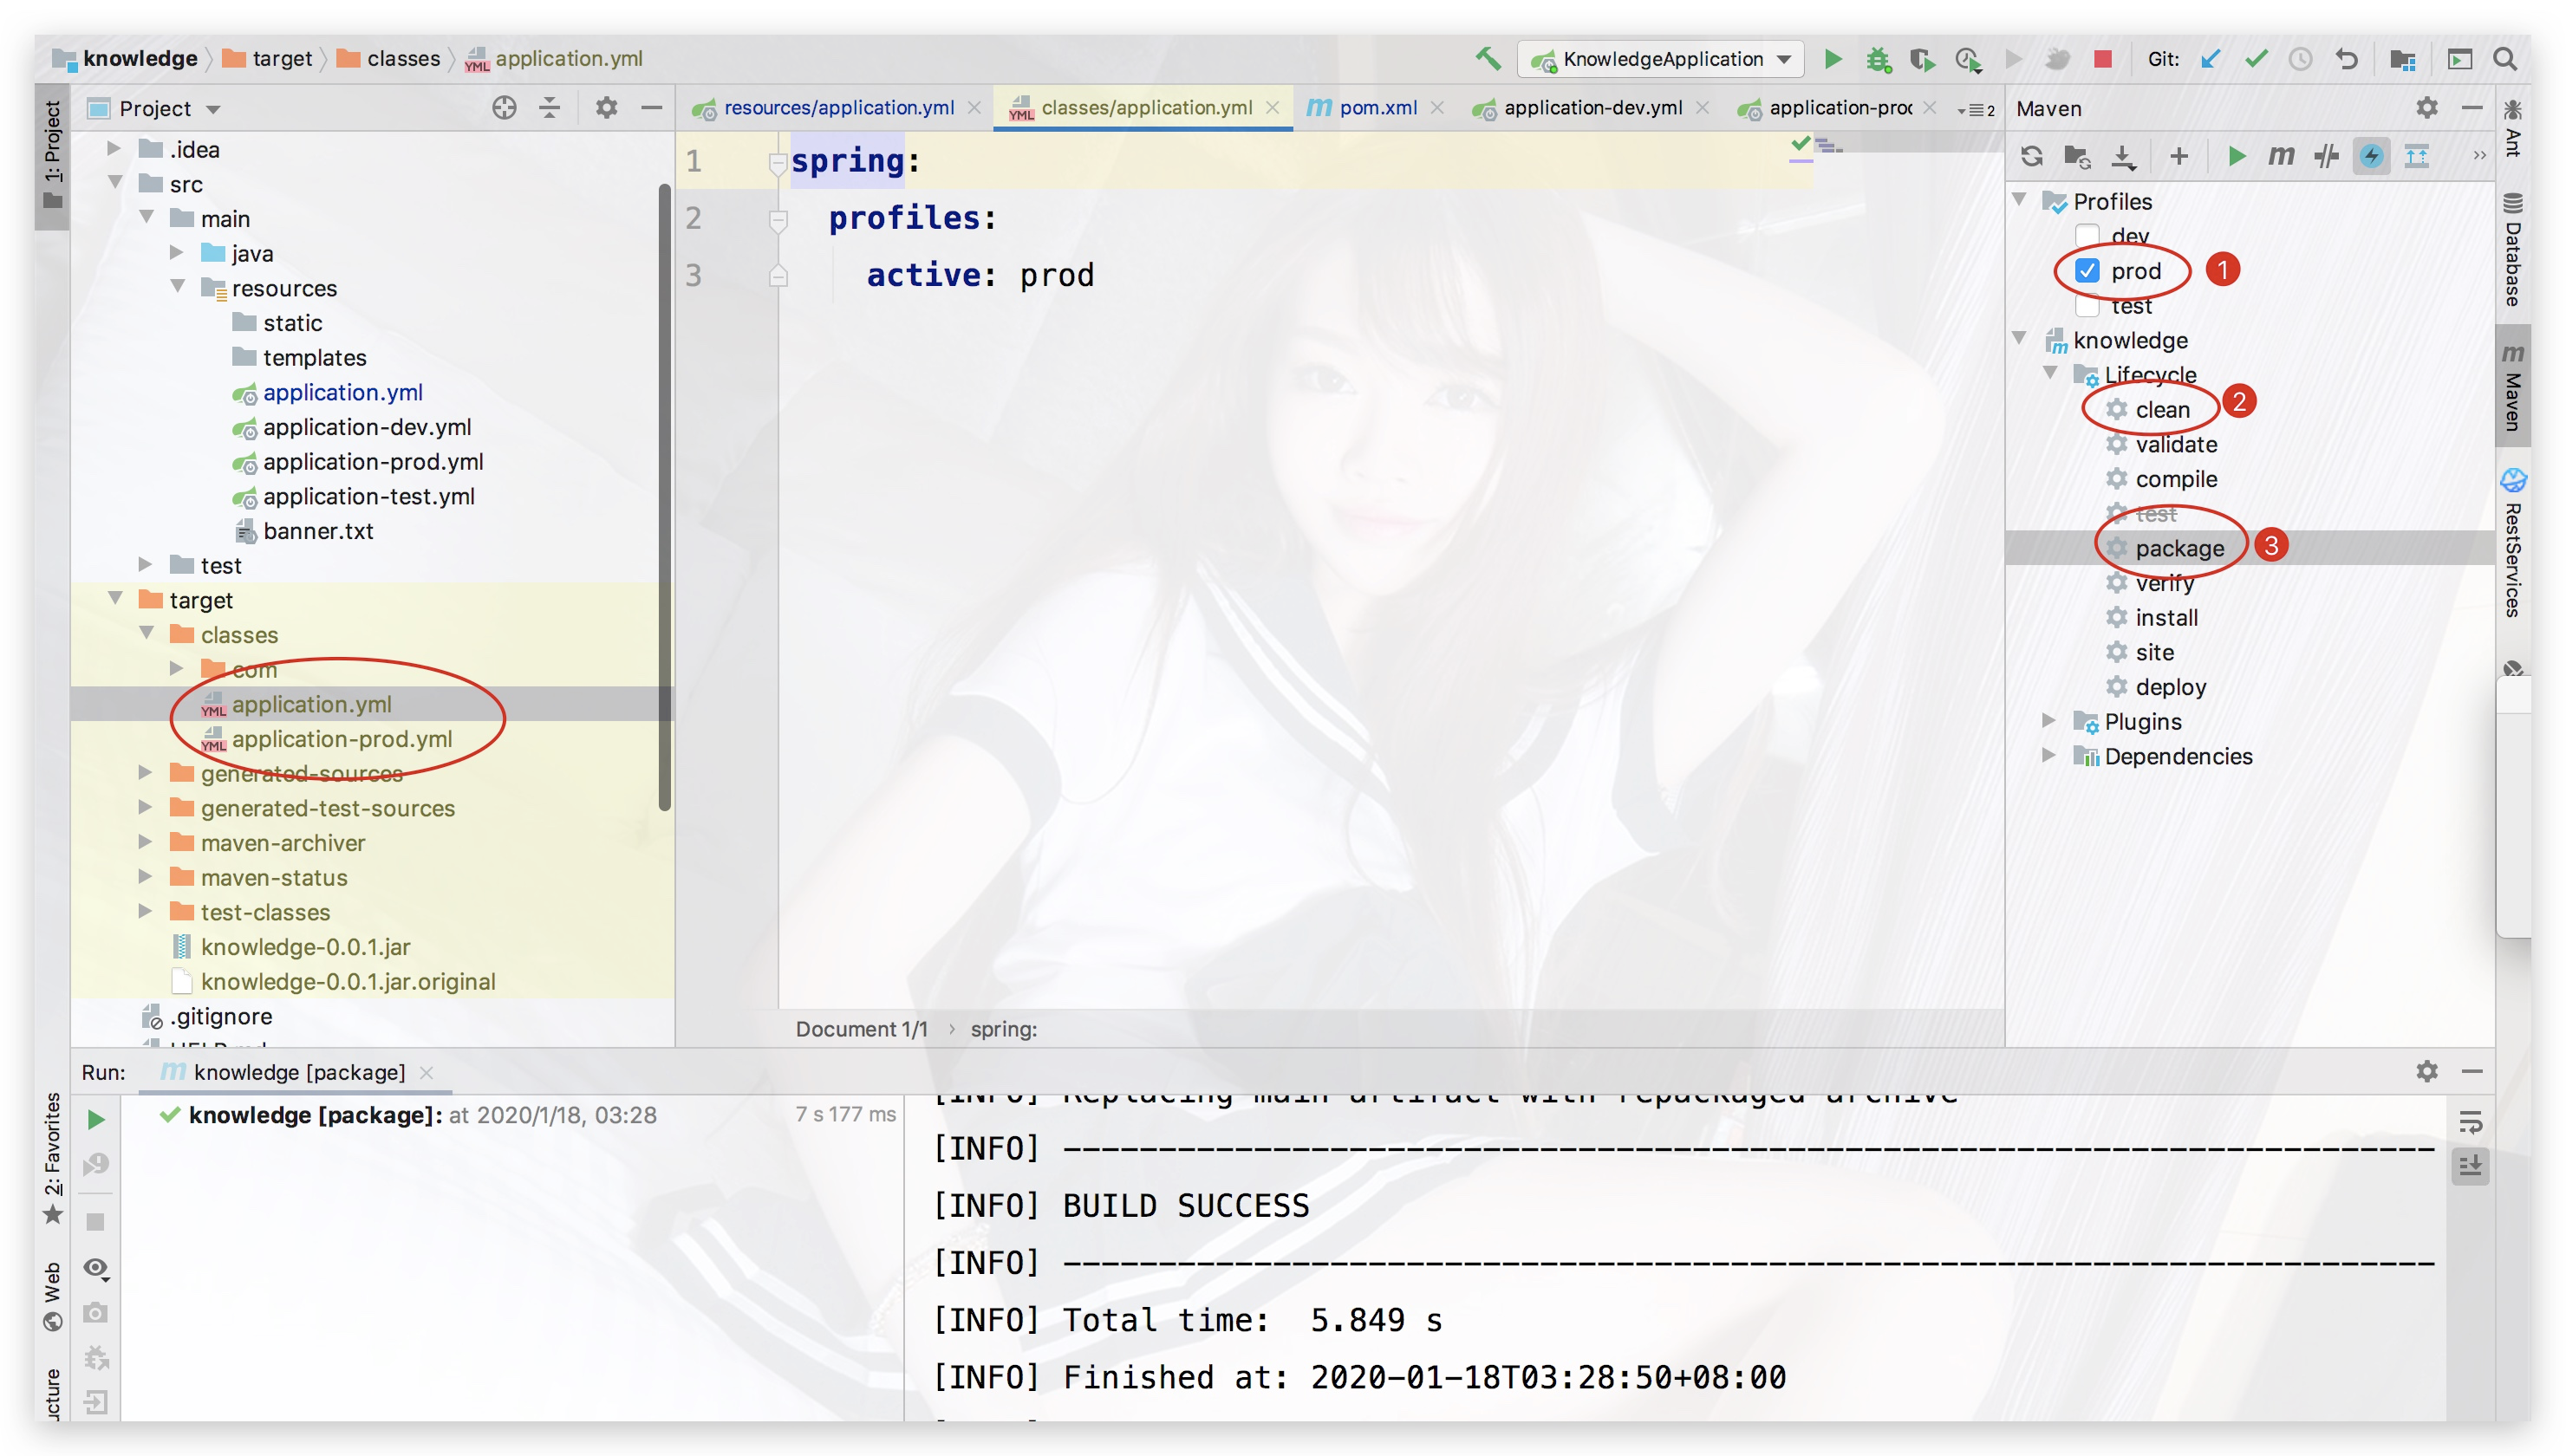 knowledge target classes application.yml KnowledgeApplication Git:
1: Project
Project
.idea
src
main
java
resources
static
templates
application.yml
application-dev.yml
application-prod.yml
application-test.yml
banner.txt
test
target
classes
com
application.yml
application-prod.yml
generated-sources
generated-test-sources
maven-archiver
maven-status
test-classes
knowledge-0.0.1.jar
knowledge-0.0.1.jar.original
.gitignore
resources/application.yml classes/application.yml pom.xml application-dev.yml application-proc 2
1 spring:
2 profiles:
3 active: prod
Document 1/1 › spring:
Maven
Profiles
dev
prod 1
test
knowledge
Lifecycle
clean 2
validate
compile
test
package 3
verify
install
site
deploy
Plugins
Dependencies
Ant
Database
Maven
RestServices
Run: knowledge [package]
knowledge [package]: at 2020/1/18, 03:28 7 s 177 ms
[INFO] Replacing main artifact with repackaged archive
[INFO] ------------------------------------------------------------------------
[INFO] BUILD SUCCESS
[INFO] ------------------------------------------------------------------------
[INFO] Total time:  5.849 s
[INFO] Finished at: 2020-01-18T03:28:50+08:00
2: Favorites
Web
ucture